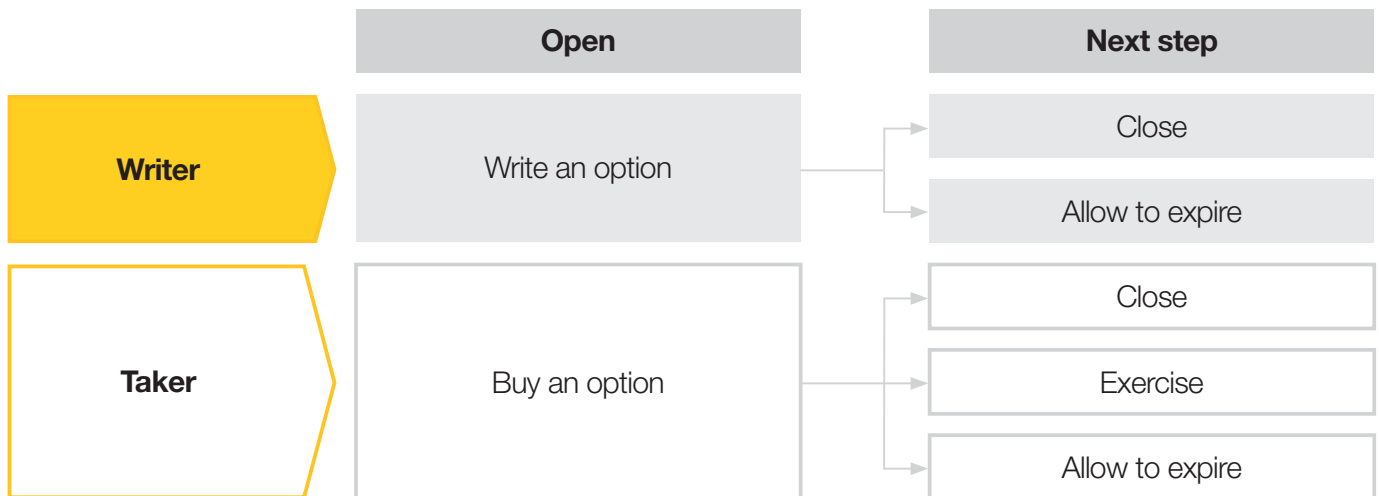 Open
Next step
Writer
Write an option
Close
Allow to expire
Taker
Buy an option
Close
Exercise
Allow to expire